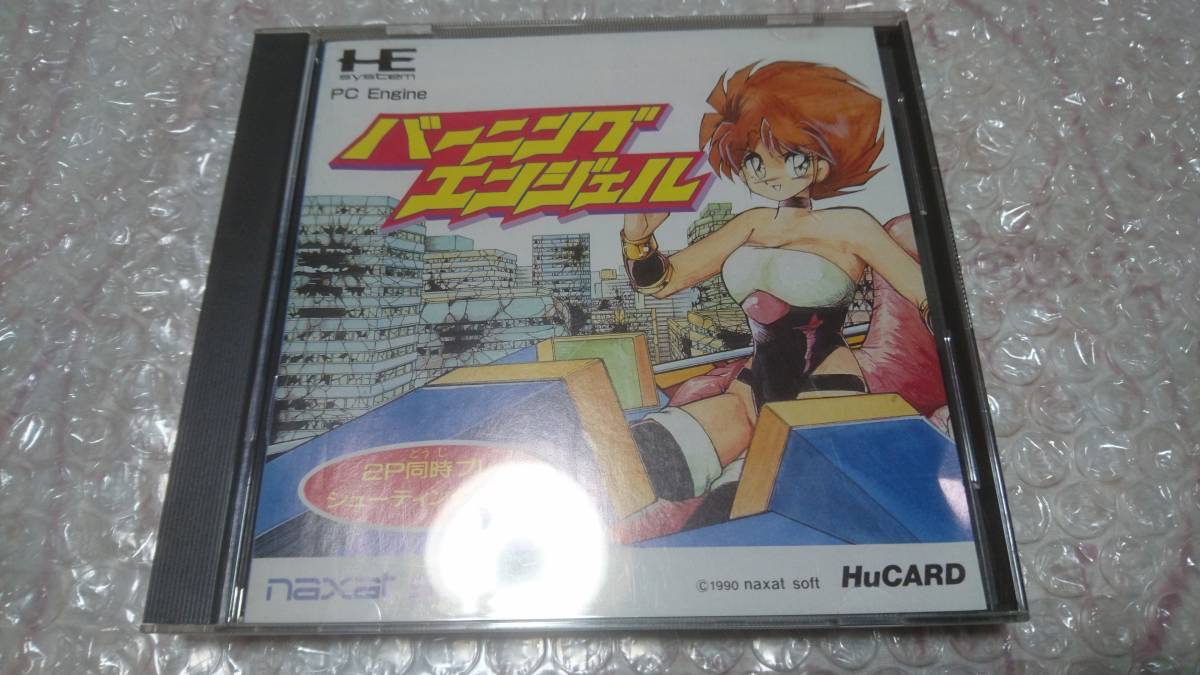 HE
system
PC Engine
バーニング
エンジェル
どうじ
2P同時プ
シューティン
naxat
©1990 naxat soft
HuCARD